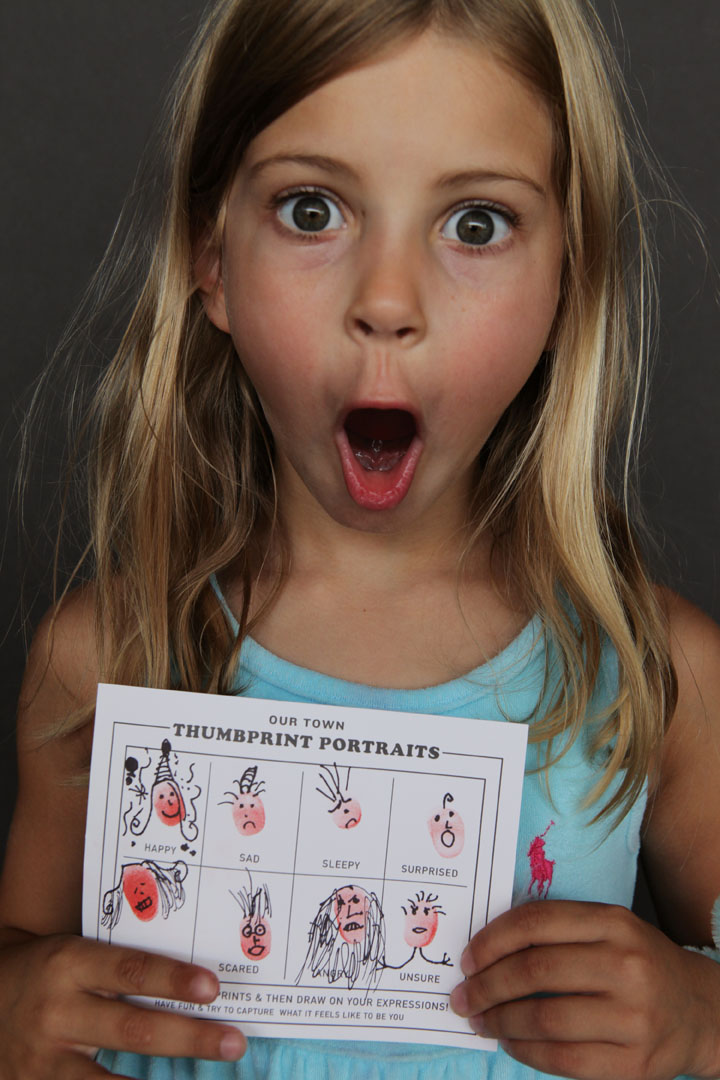 OUR TOWN
THUMBPRINT PORTRAITS
HAPPY
SAD
SLEEPY
SURPRISED
SCARED
ANGRY
UNSURE
PRINTS & THEN DRAW ON YOUR EXPRESSIONS!
HAVE FUN & TRY TO CAPTURE WHAT IT FEELS LIKE TO BE YOU